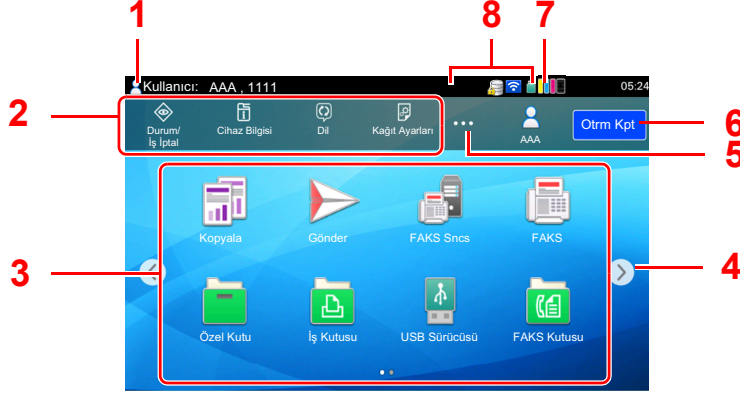 1
8
7
Kullanıcı: AAA , 1111
05:24
2
Durum/
İş İptal
Cihaz Bilgisi
Dil
Kağıt Ayarları
AAA
Otrm Kpt
6
5
Kopyala
Gönder
FAKS Sncs
FAKS
3
4
Özel Kutu
İş Kutusu
USB Sürücüsü
FAKS Kutusu